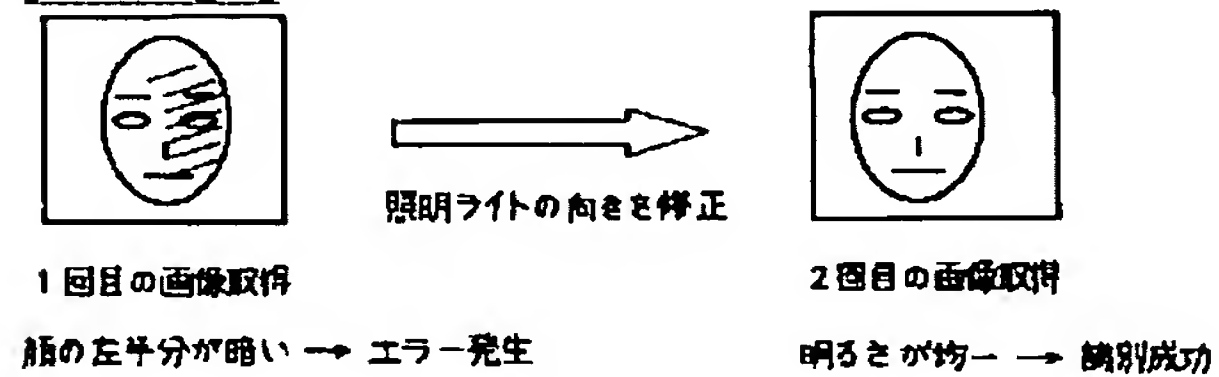 照明ライトの向きを修正
1回目の画像取得
2回目の画像取得
顔の左半分が暗い → エラー発生
明るさが均一 → 識別成功